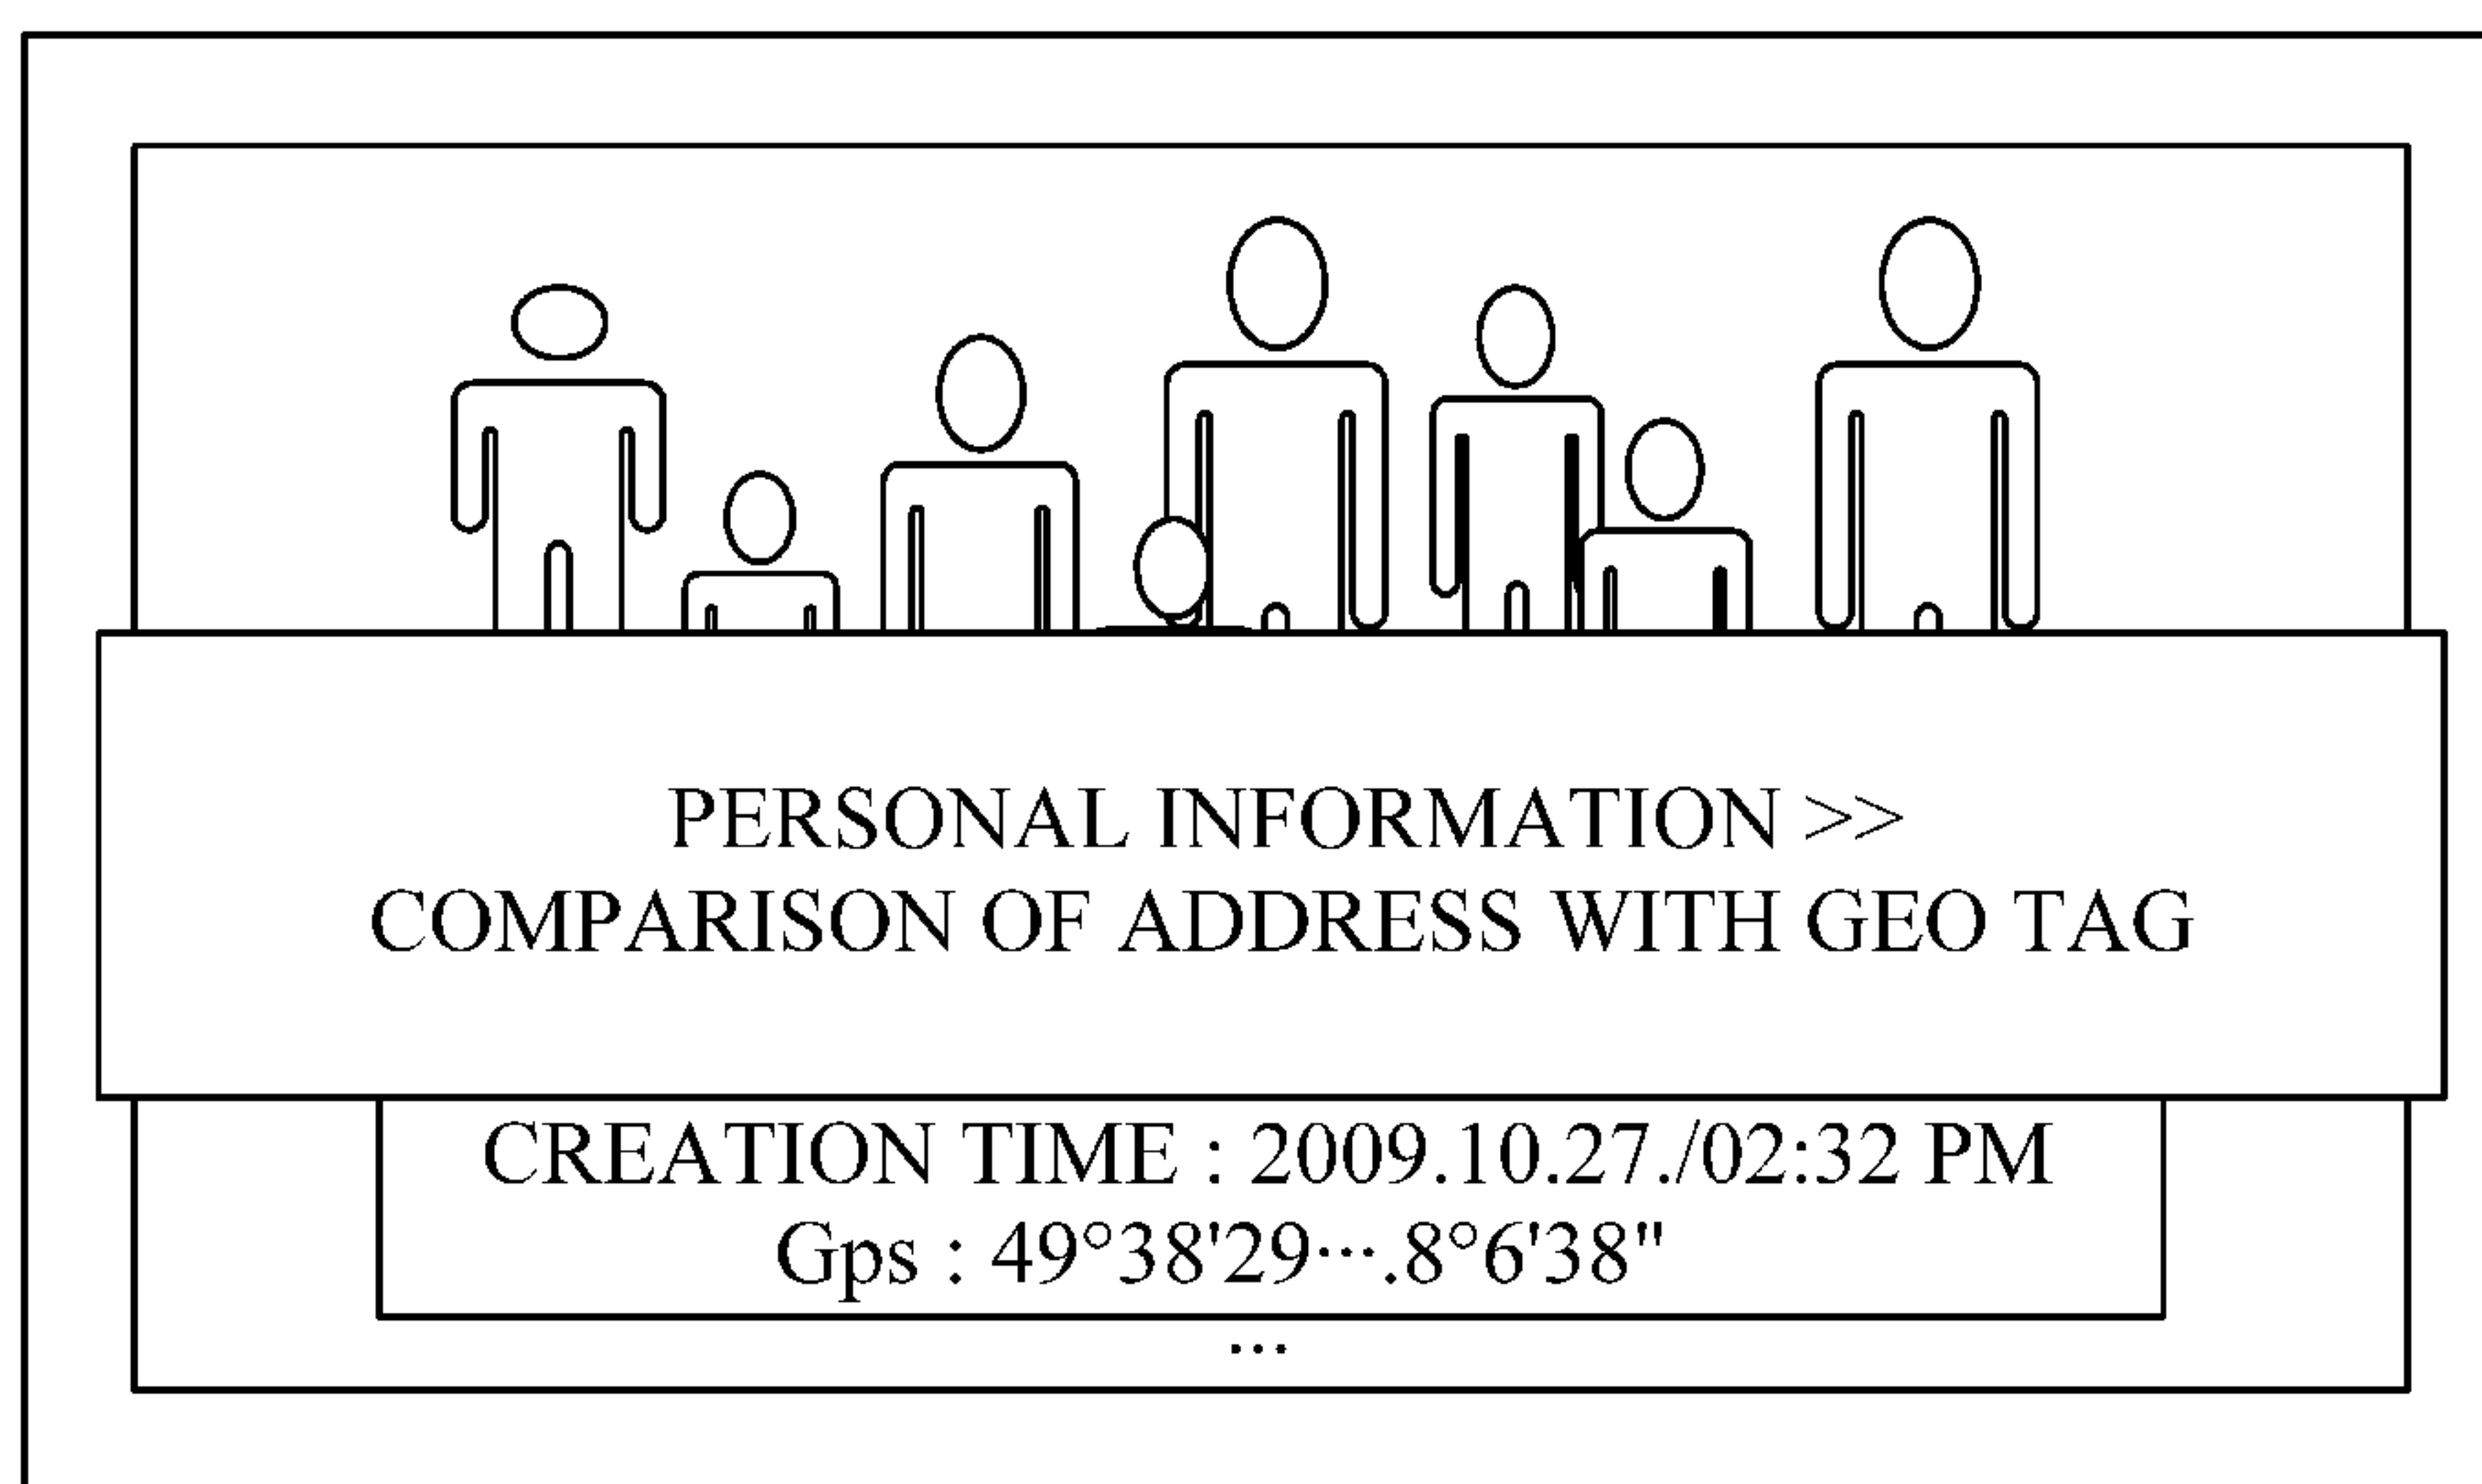 PERSONAL INFORMATION >>
COMPARISON OF ADDRESS WITH GEO TAG
CREATION TIME : 2009.10.27./02:32 PM
Gps : 49°38'29···.8°6'38"
...